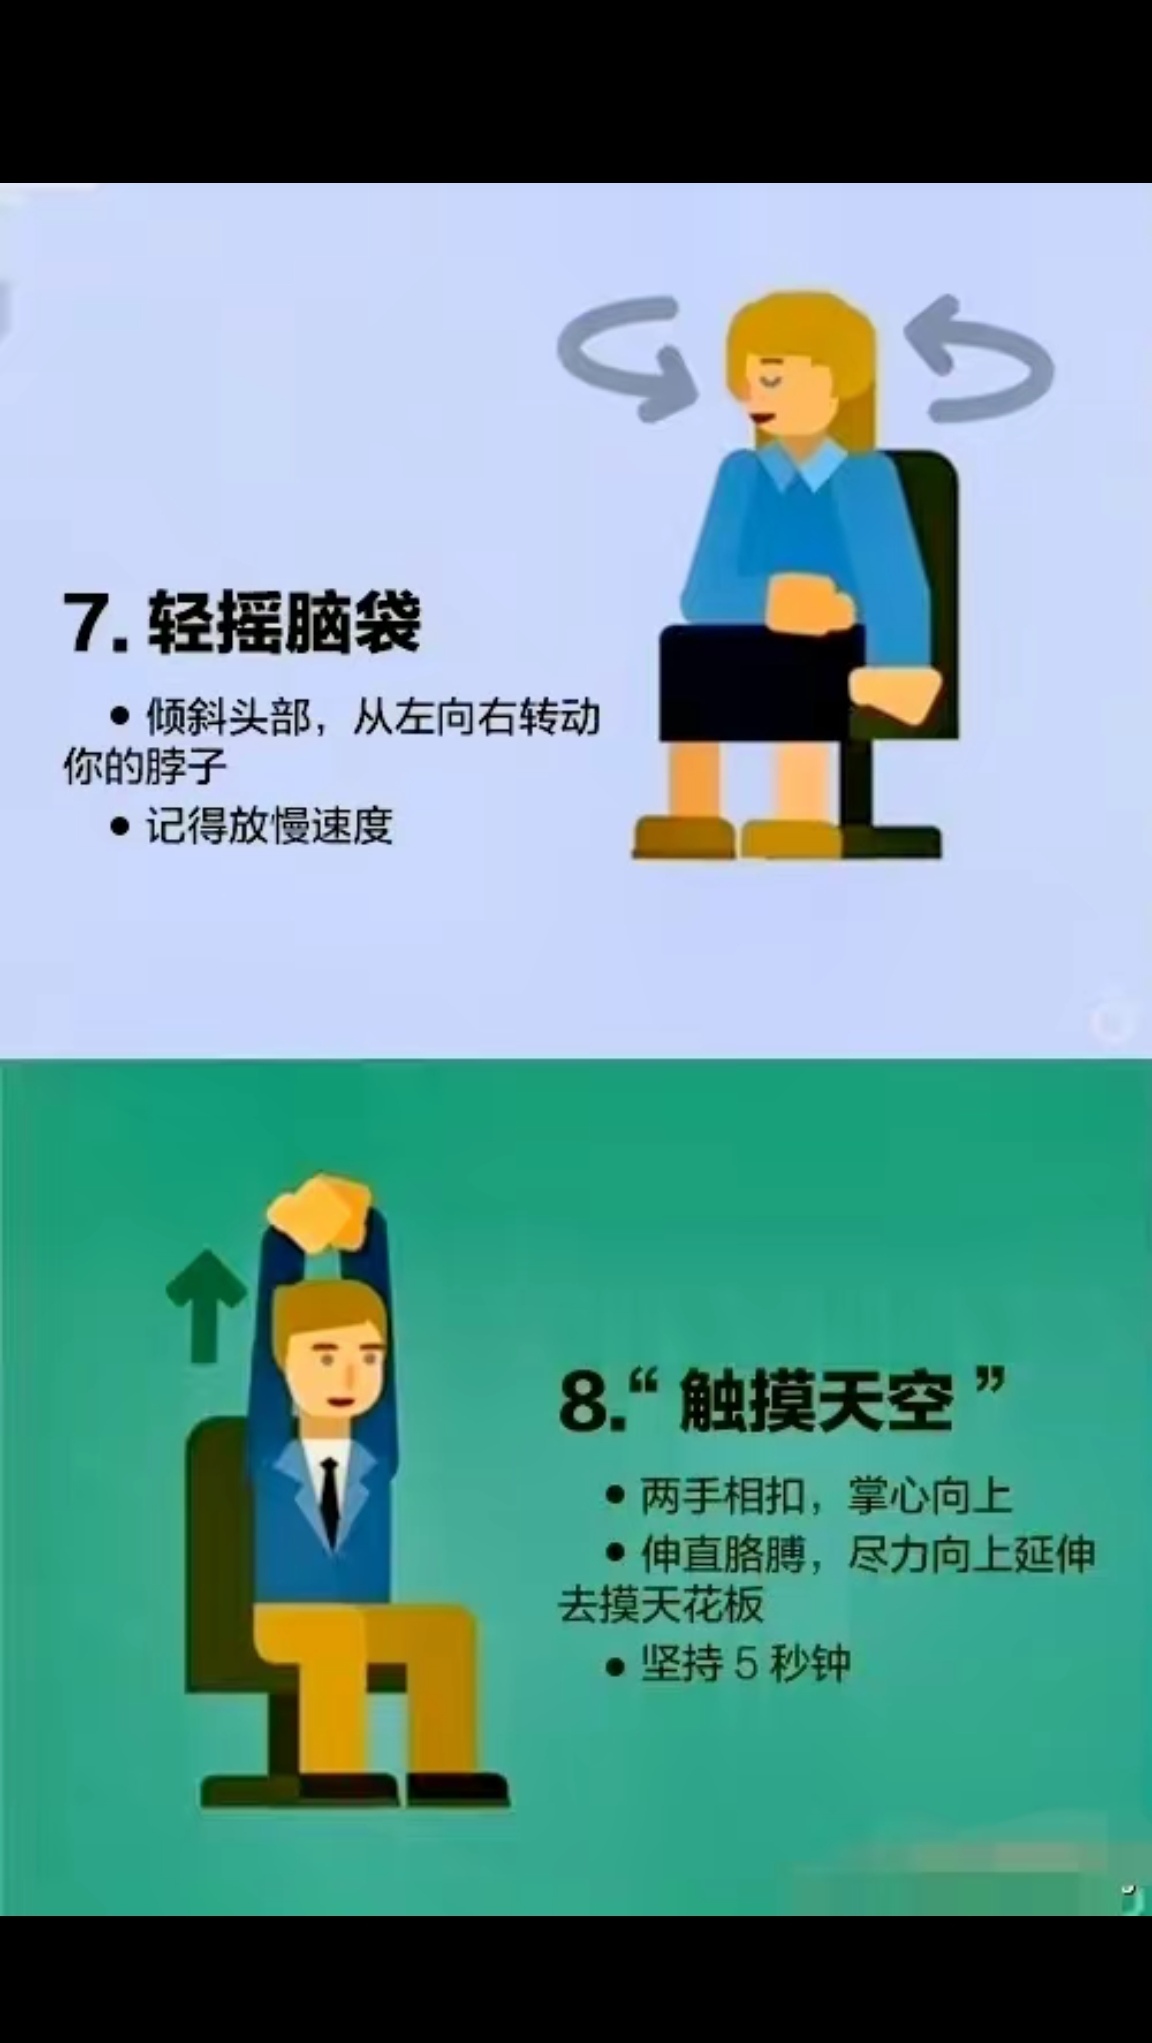 7. 轻摇脑袋
● 倾斜头部，从左向右转动
你的脖子
● 记得放慢速度
8.“ 触摸天空 ”
● 两手相扣，掌心向上
● 伸直胳膊，尽力向上延伸
去摸天花板
● 坚持 5 秒钟